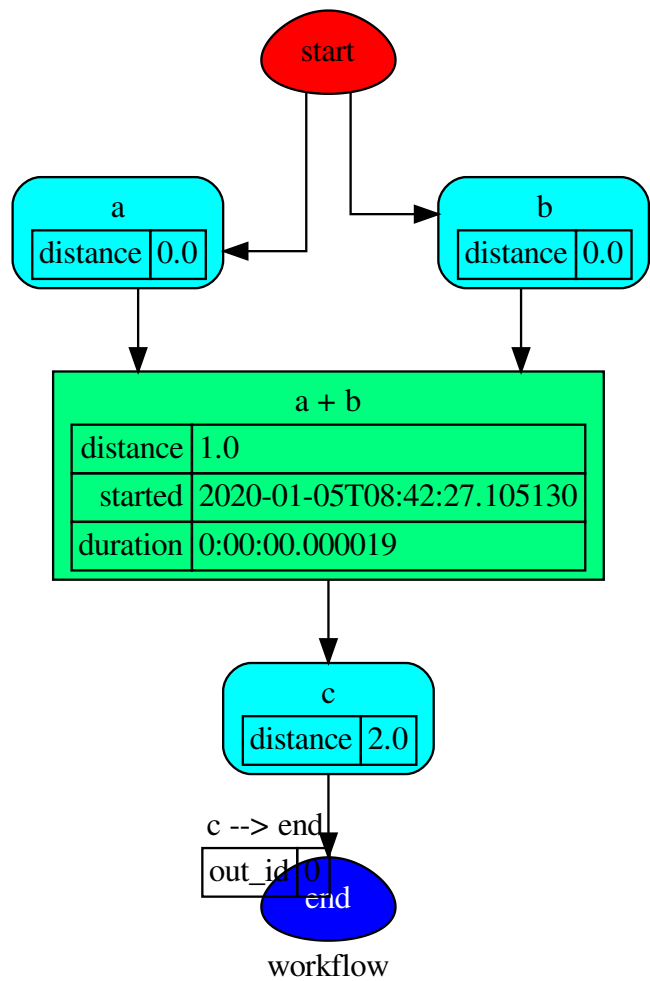 start
a
distance 0.0
b
distance 0.0
a + b
distance 1.0
started 2020-01-05T08:42:27.105130
duration 0:00:00.000019
c
distance 2.0
c --> end
out_id 0
end
workflow